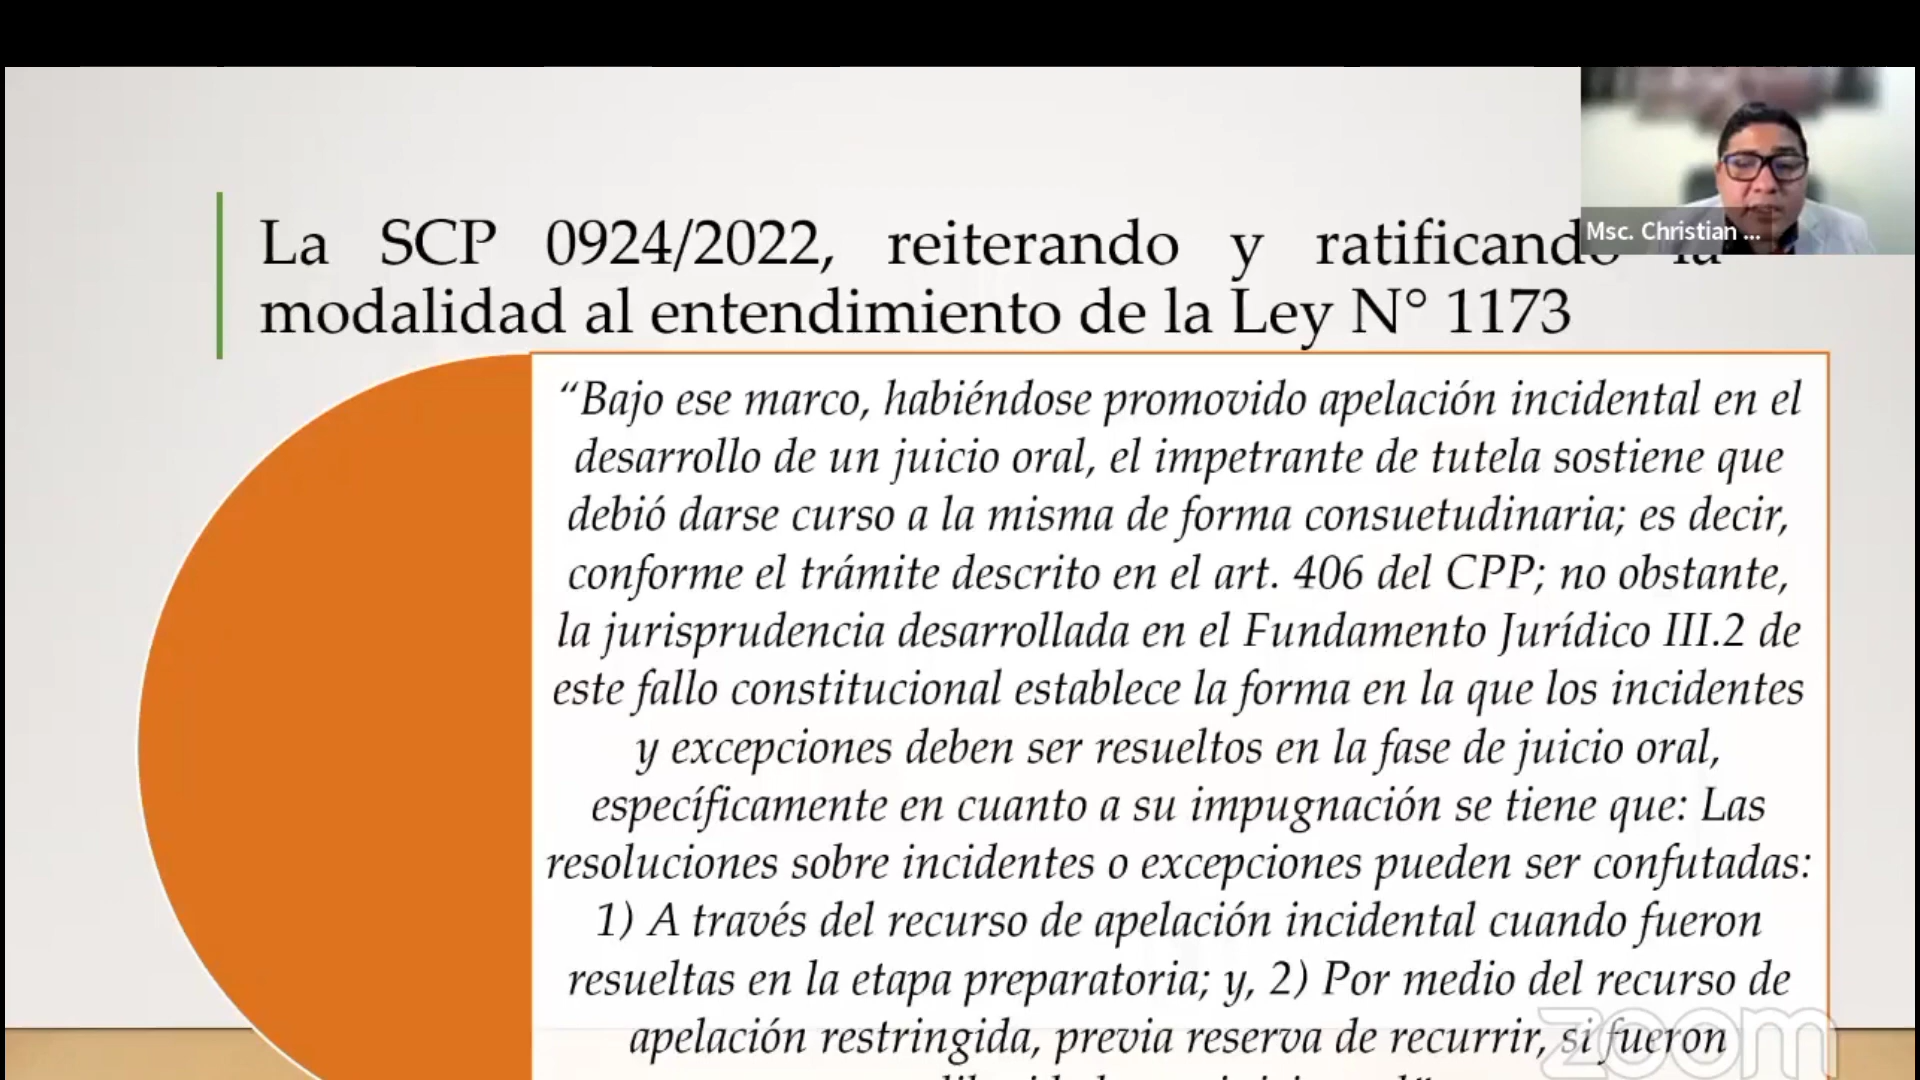 La SCP 0924/2022, reiterando y ratificando la
modalidad al entendimiento de la Ley N° 1173
Msc. Christian ...
“Bajo ese marco, habiéndose promovido apelación incidental en el
desarrollo de un juicio oral, el impetrante de tutela sostiene que
debió darse curso a la misma de forma consuetudinaria; es decir,
conforme el trámite descrito en el art. 406 del CPP; no obstante,
la jurisprudencia desarrollada en el Fundamento Jurídico III.2 de
este fallo constitucional establece la forma en la que los incidentes
y excepciones deben ser resueltos en la fase de juicio oral,
específicamente en cuanto a su impugnación se tiene que: Las
resoluciones sobre incidentes o excepciones pueden ser confutadas:
1) A través del recurso de apelación incidental cuando fueron
resueltas en la etapa preparatoria; y, 2) Por medio del recurso de
apelación restringida, previa reserva de recurrir, si fueron
zoom